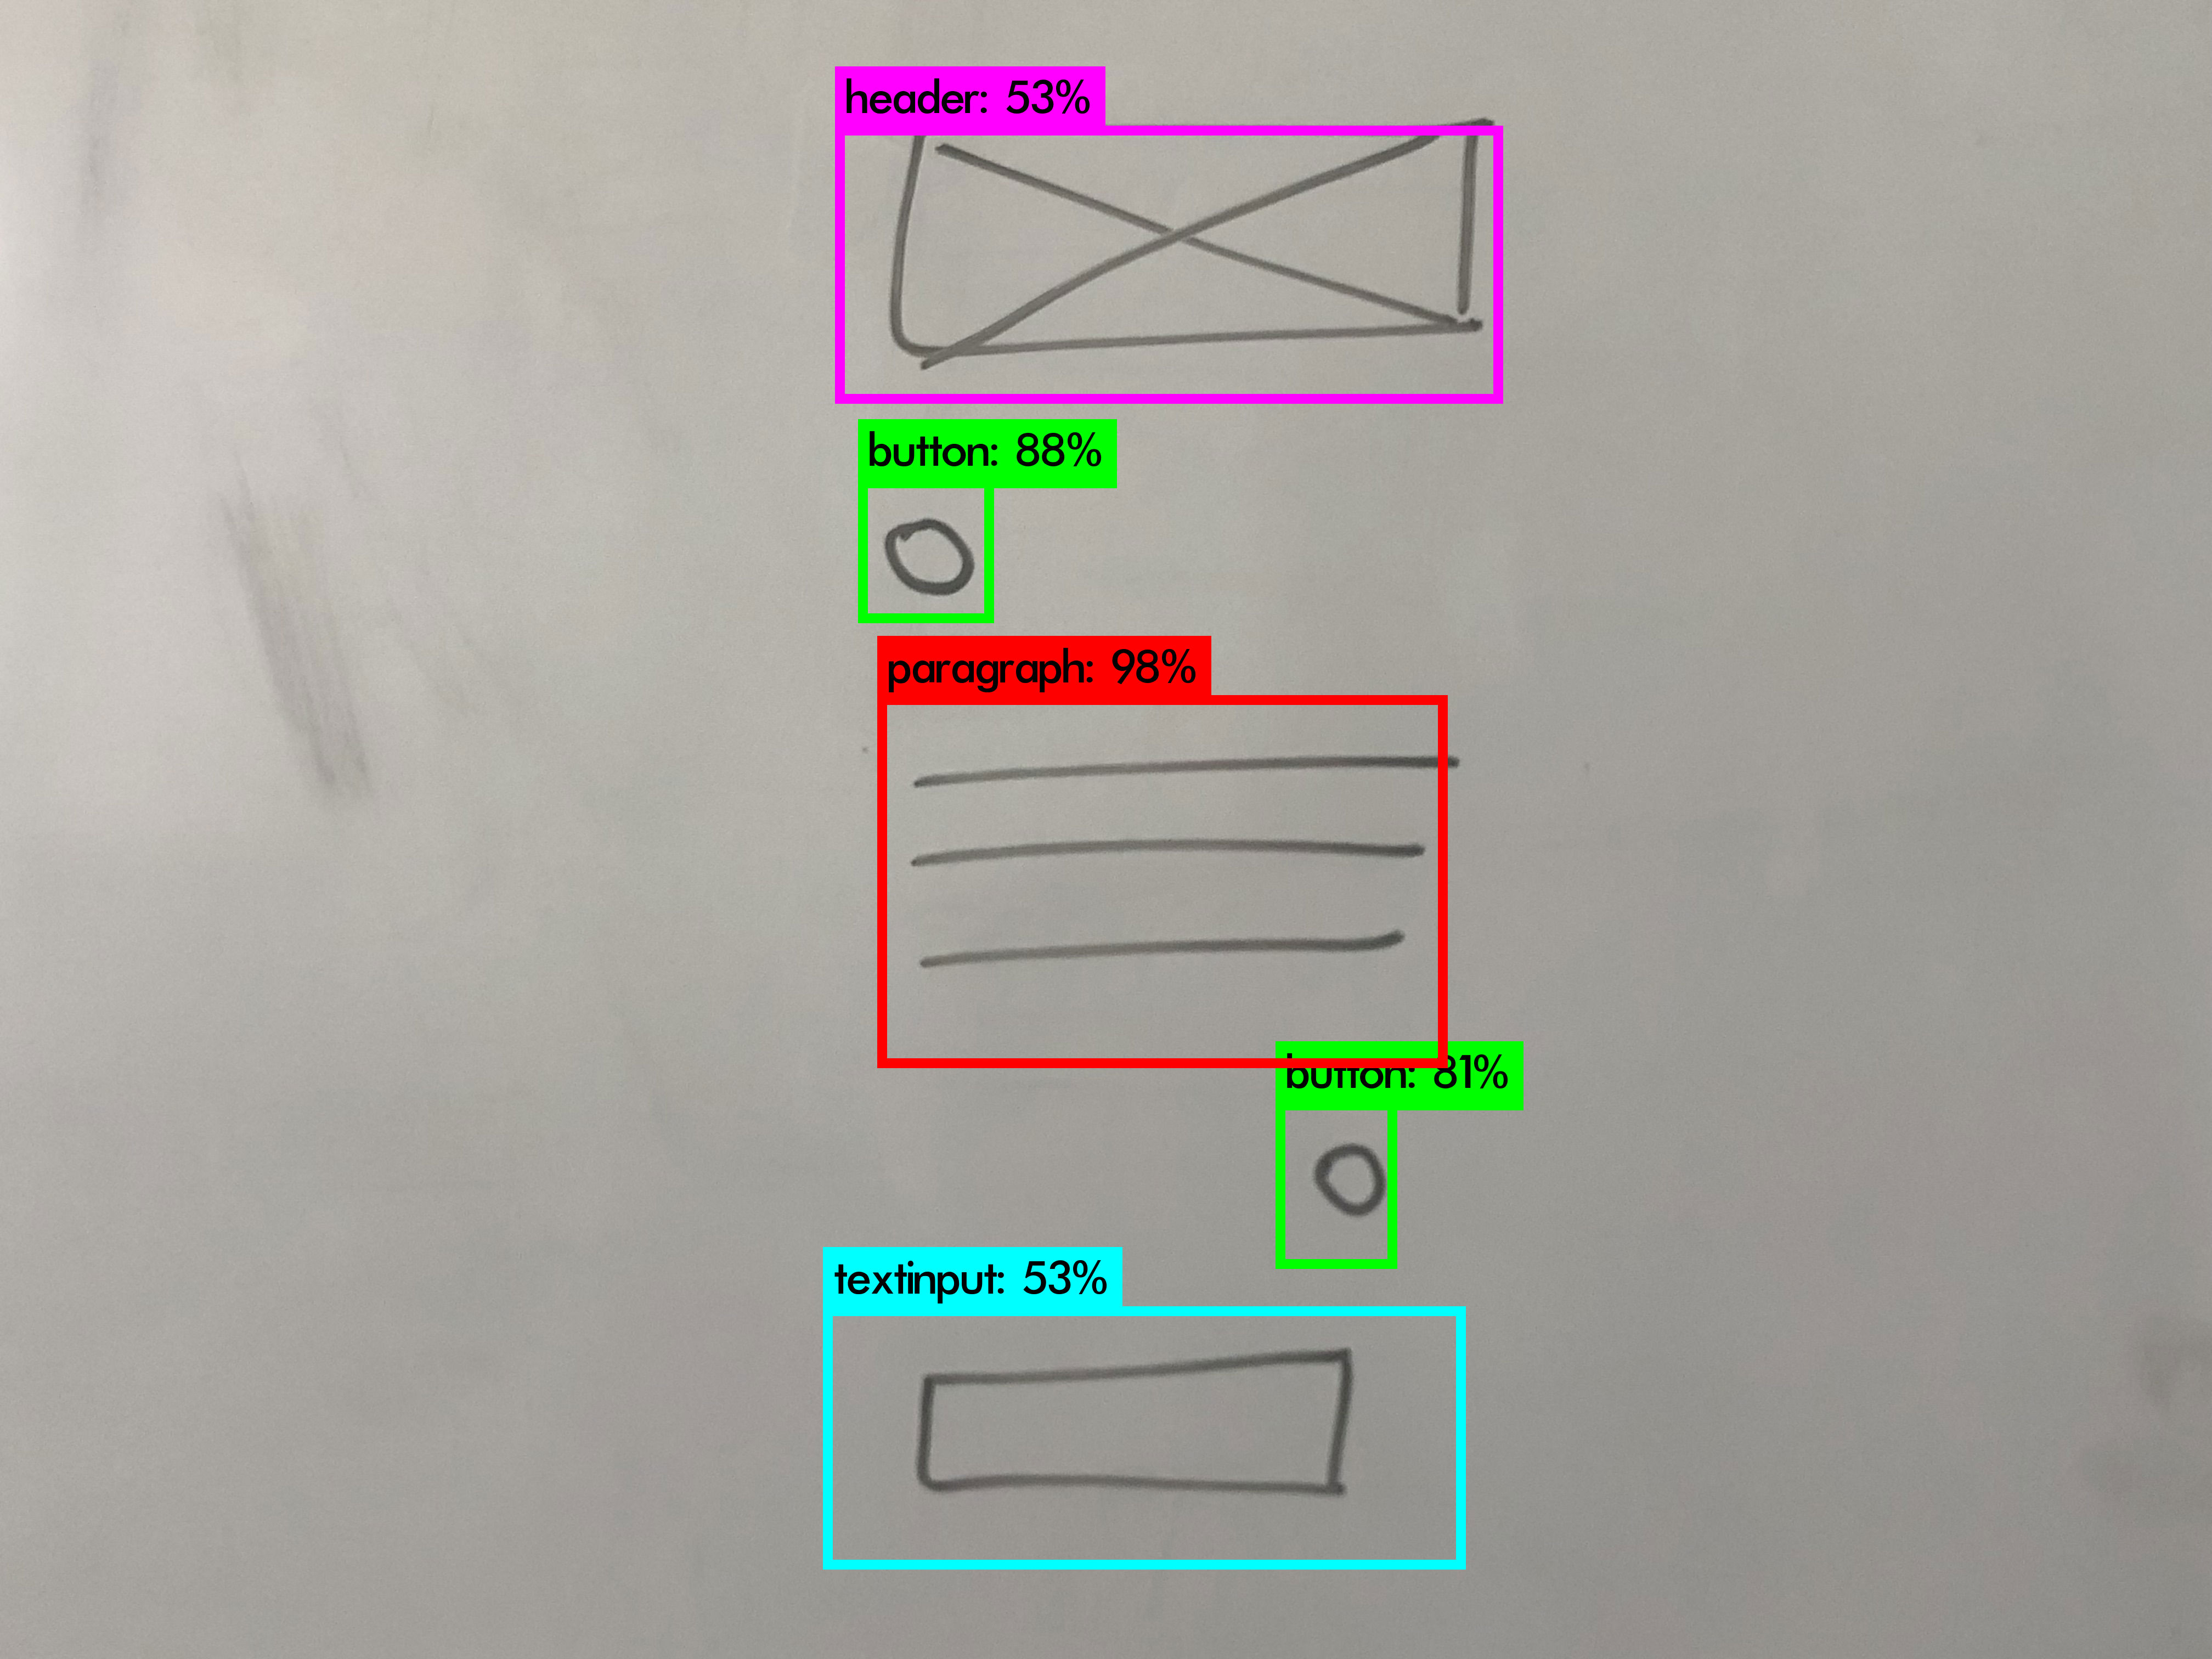 header: 53%
button: 88%
paragraph: 98%
button: 81%
textinput: 53%